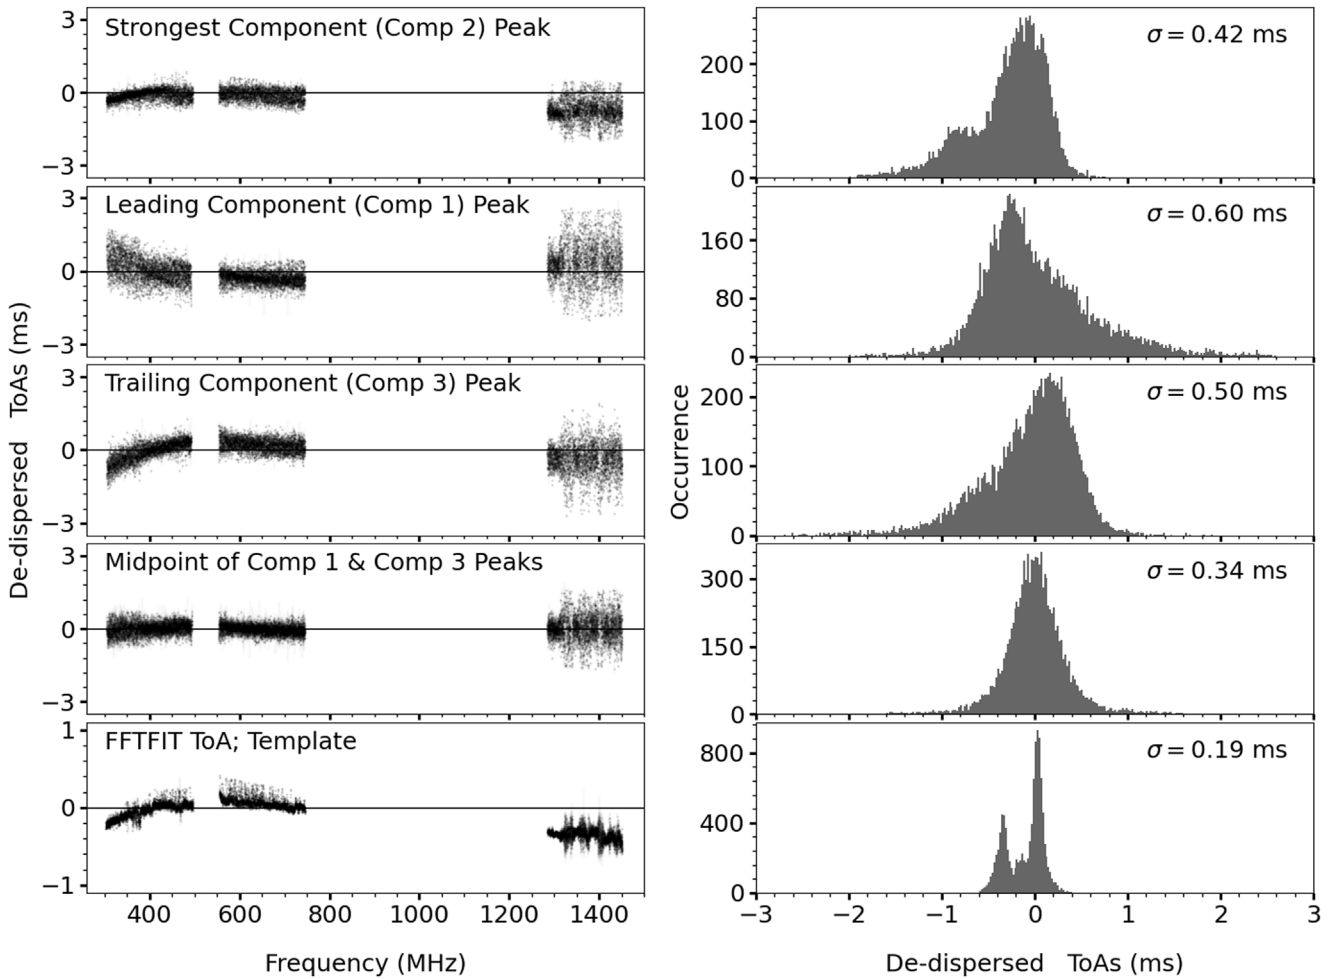 Strongest Component (Comp 2) Peak
3
0
−3
σ = 0.42 ms
200
100
0
Leading Component (Comp 1) Peak
3
0
−3
σ = 0.60 ms
160
80
0
Trailing Component (Comp 3) Peak
3
0
−3
σ = 0.50 ms
200
100
0
Midpoint of Comp 1 & Comp 3 Peaks
3
0
−3
σ = 0.34 ms
300
150
0
FFTFIT ToA; Template
1
0
−1
σ = 0.19 ms
800
400
0
De-dispersed ToAs (ms)
Occurrence
400 600 800 1000 1200 1400
−3 −2 −1 0 1 2 3
Frequency (MHz)
De-dispersed ToAs (ms)